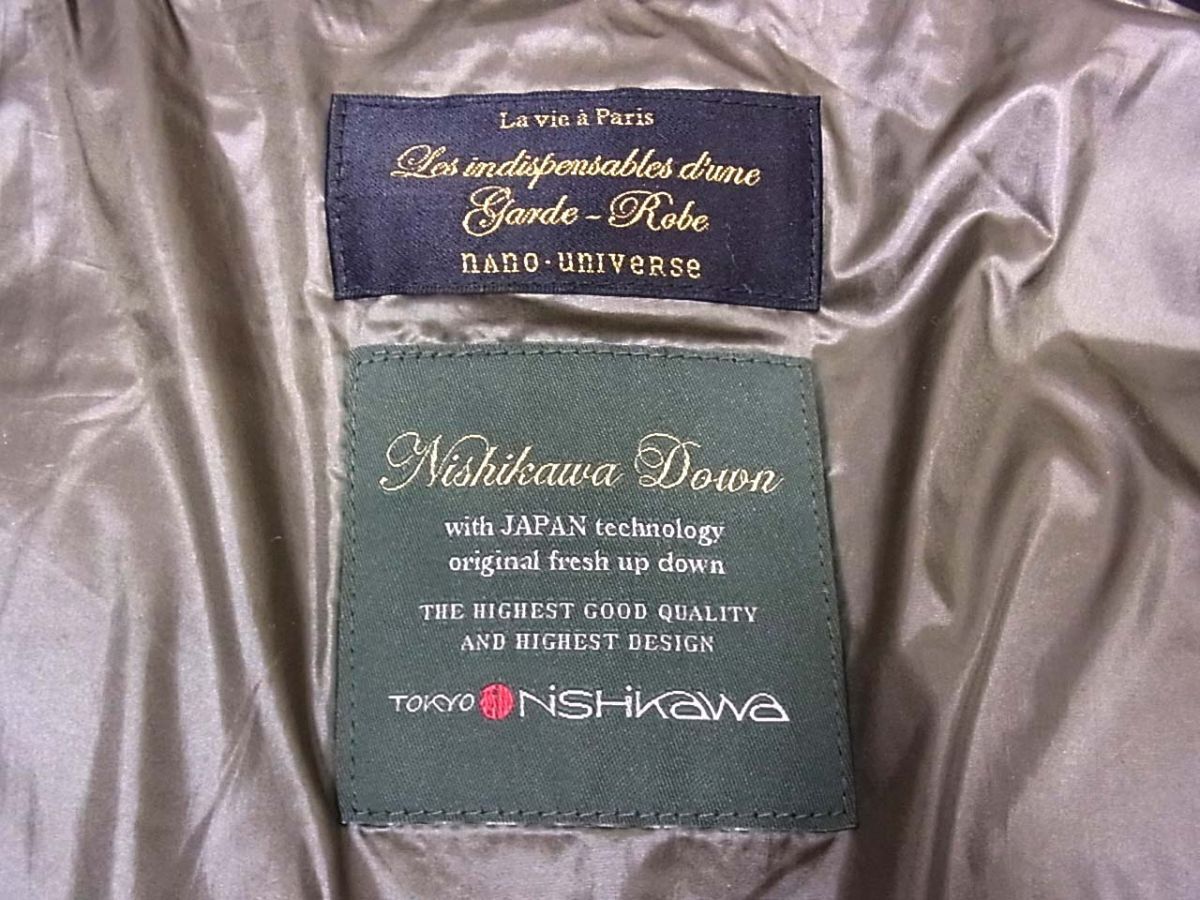 La vie à Paris
Les indispensables d'une
Garde-Robe
nano·universe
Nishikawa Down
with JAPAN technology
original fresh up down
THE HIGHEST GOOD QUALITY
AND HIGHEST DESIGN
TOKYO NiSHiKaWa